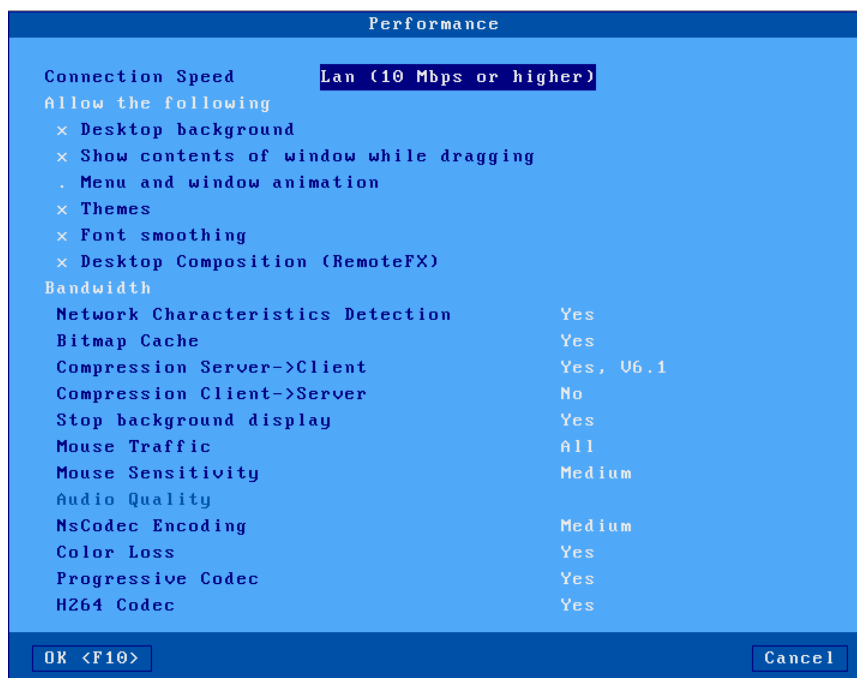 Performance
Connection Speed Lan (10 Mbps or higher)
Allow the following
x Desktop background
x Show contents of window while dragging
. Menu and window animation
x Themes
x Font smoothing
x Desktop Composition (RemoteFX)
Bandwidth
Network Characteristics Detection Yes
Bitmap Cache Yes
Compression Server->Client Yes, V6.1
Compression Client->Server No
Stop background display Yes
Mouse Traffic All
Mouse Sensitivity Medium
Audio Quality
NsCodec Encoding Medium
Color Loss Yes
Progressive Codec Yes
H264 Codec Yes
OK <F10> Cancel